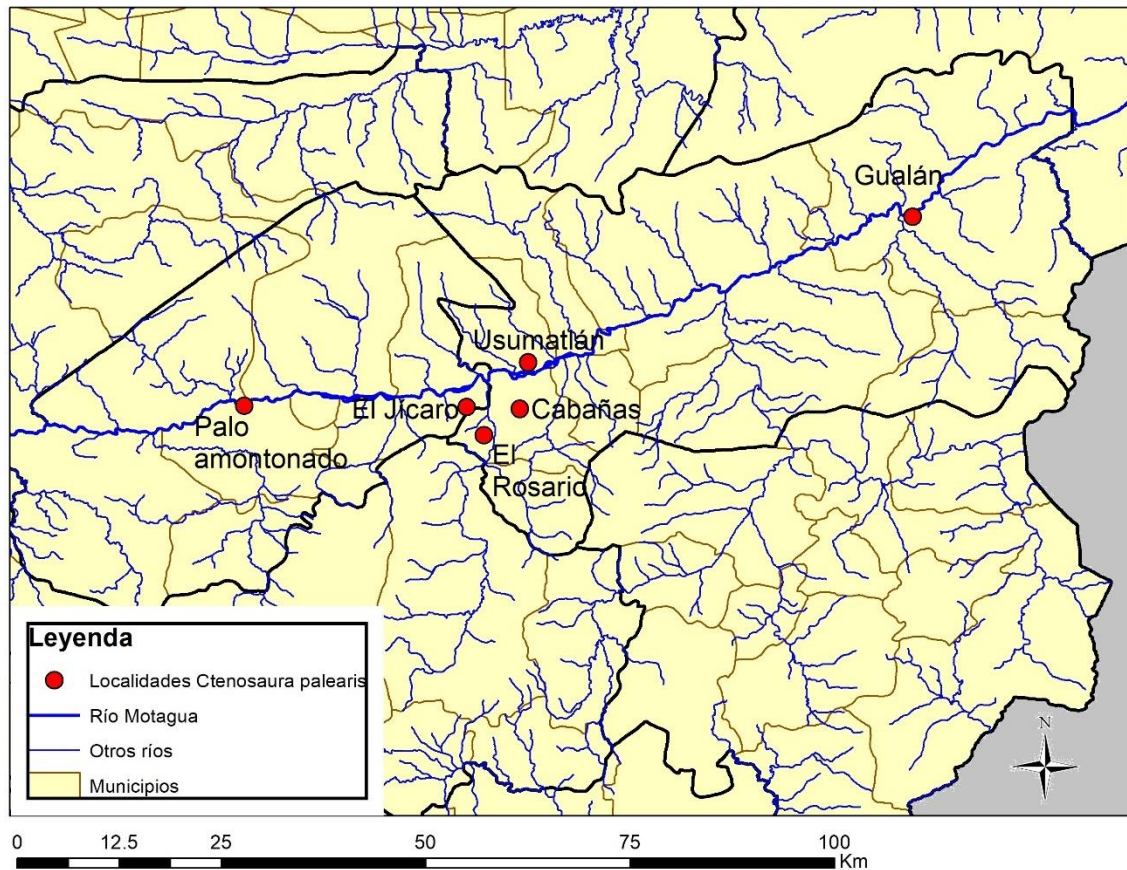 Gualán
Usumatlán
El Jícaro
Cabañas
Palo
amontonado
El
Rosario
Leyenda
Localidades Ctenosaura palearis
Río Motagua
Otros ríos
Municipios
N
0 12.5 25 50 75 100
Km